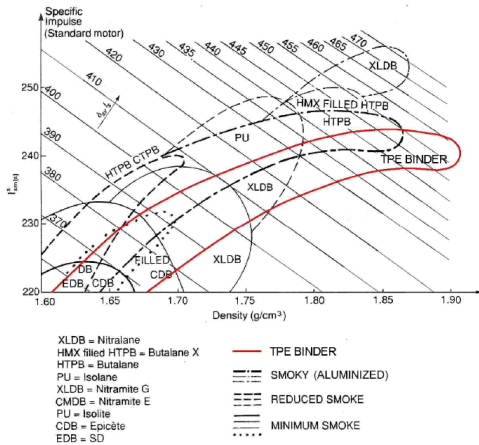 Specific
Impulse
(Standard motor)
420
430
435
440
445
450
455
460
465
470
410
400
390
380
370
250
240
230
220
XLDB
HMX FILLED HTPB
HTPB
HTPB CTPB
PU
TPE BINDER
XLDB
XLDB
FILLED
CDB
DB
EDB
CDB
1.60
1.65
1.70
1.75
1.80
1.85
1.90
Density (g/cm³)
XLDB = Nitralane
HMX filled HTPB = Butalane X
HTPB = Butalane
PU = Isolane
XLDB = Nitramite G
CMDB = Nitramite E
PU = Isolite
CDB = Epicète
EDB = SD
TPE BINDER
SMOKY (ALUMINIZED)
REDUCED SMOKE
MINIMUM SMOKE